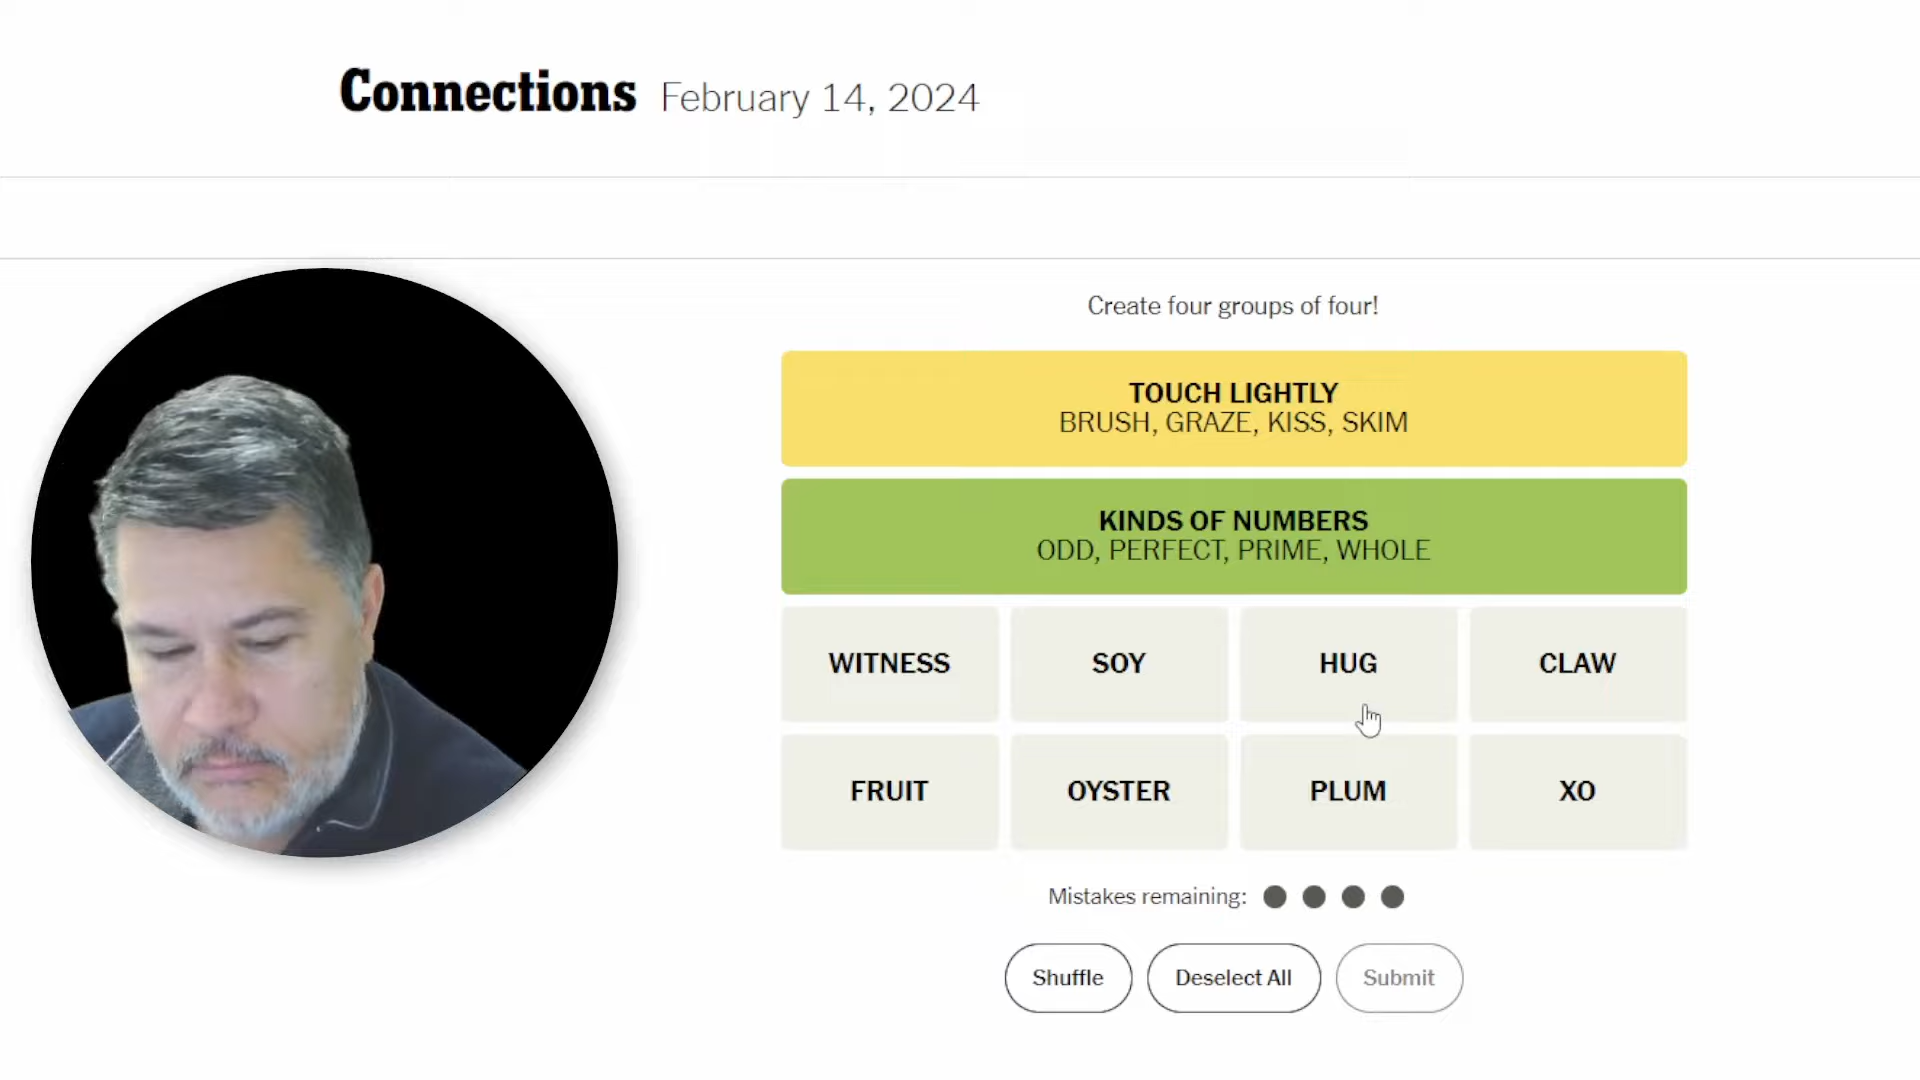 Connections February 14, 2024
Create four groups of four!
TOUCH LIGHTLY
BRUSH, GRAZE, KISS, SKIM
KINDS OF NUMBERS
ODD, PERFECT, PRIME, WHOLE
WITNESS SOY HUG CLAW
FRUIT OYSTER PLUM XO
Mistakes remaining:
Shuffle Deselect All Submit